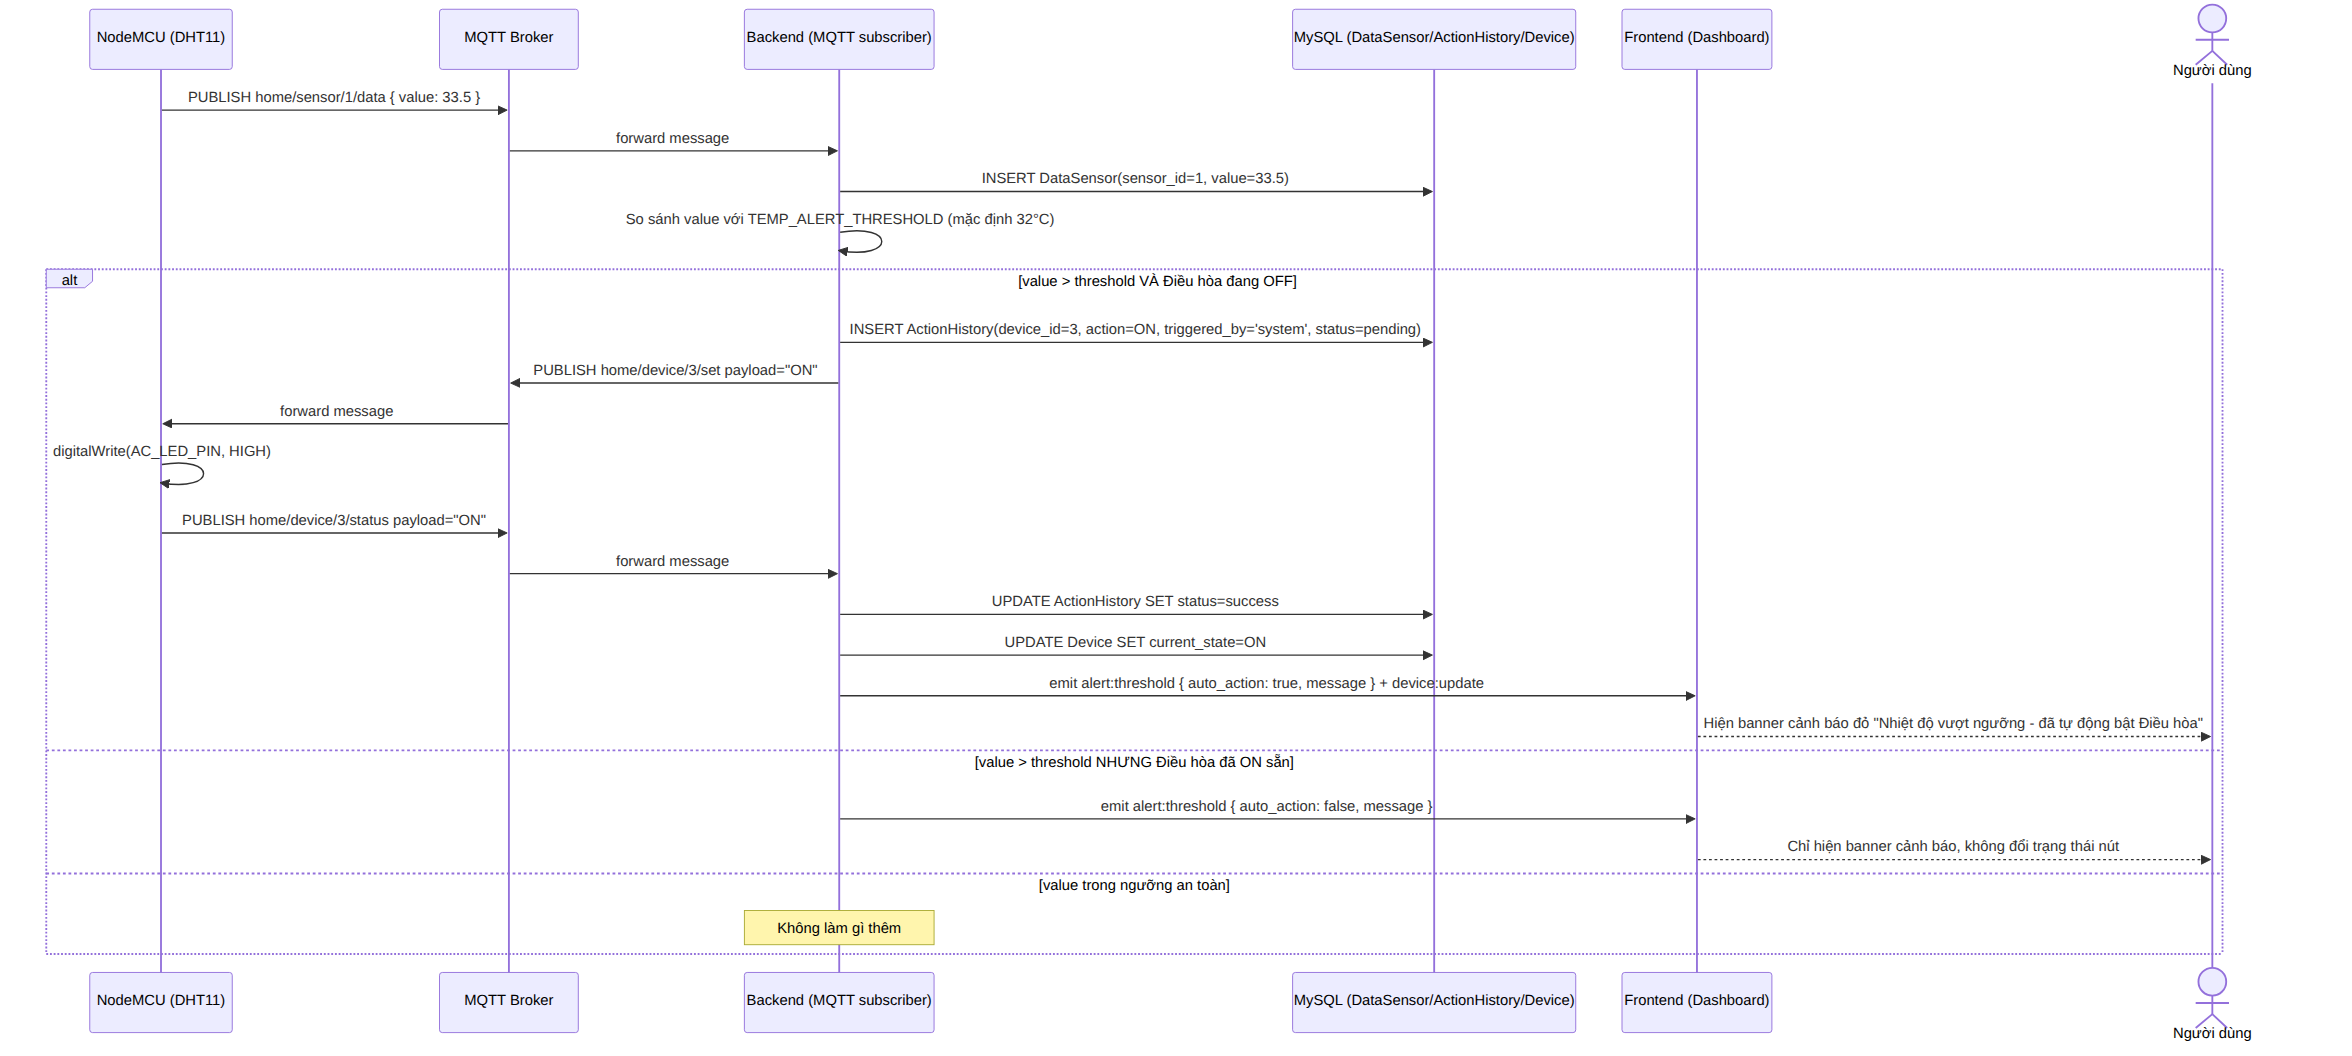 NodeMCU (DHT11)
MQTT Broker
Backend (MQTT subscriber)
MySQL (DataSensor/ActionHistory/Device)
Frontend (Dashboard)
Người dùng
PUBLISH home/sensor/1/data { value: 33.5 }
forward message
INSERT DataSensor(sensor_id=1, value=33.5)
So sánh value với TEMP_ALERT_THRESHOLD (mặc định 32°C)
alt
[value > threshold VÀ Điều hòa đang OFF]
INSERT ActionHistory(device_id=3, action=ON, triggered_by='system', status=pending)
PUBLISH home/device/3/set payload="ON"
forward message
digitalWrite(AC_LED_PIN, HIGH)
PUBLISH home/device/3/status payload="ON"
forward message
UPDATE ActionHistory SET status=success
UPDATE Device SET current_state=ON
emit alert:threshold { auto_action: true, message } + device:update
Hiện banner cảnh báo đỏ "Nhiệt độ vượt ngưỡng - đã tự động bật Điều hòa"
[value > threshold NHƯNG Điều hòa đã ON sẵn]
emit alert:threshold { auto_action: false, message }
Chỉ hiện banner cảnh báo, không đổi trạng thái nút
[value trong ngưỡng an toàn]
Không làm gì thêm
NodeMCU (DHT11)
MQTT Broker
Backend (MQTT subscriber)
MySQL (DataSensor/ActionHistory/Device)
Frontend (Dashboard)
Người dùng